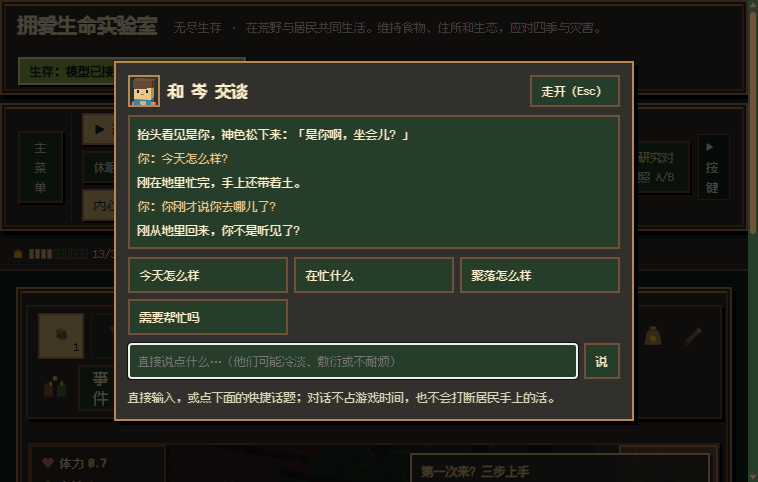 拥爱生命实验室 无尽生存 · 在荒野与居民共同生活。维持食物、住所和生态，应对四季与灾害。
生存：模型已接
和 岑 交谈
走开（Esc）
抬头看见是你，神色松下来：「是你啊，坐会儿？」
你：今天怎么样？
刚在地里忙完，手上还带着土。
你：你刚才说你去哪儿了？
刚从地里回来，你不是听见了？
今天怎么样
在忙什么
聚落怎么样
需要帮忙吗
直接说点什么…（他们可能冷淡、敷衍或不耐烦）
说
直接输入，或点下面的快捷话题；对话不占游戏时间，也不会打断居民手上的活。
主
菜
单
▶
休眠
内心
研究对
照 A/B
▶
按
键
13/3
1
事
件
体力 0.7
第一次来？三步上手